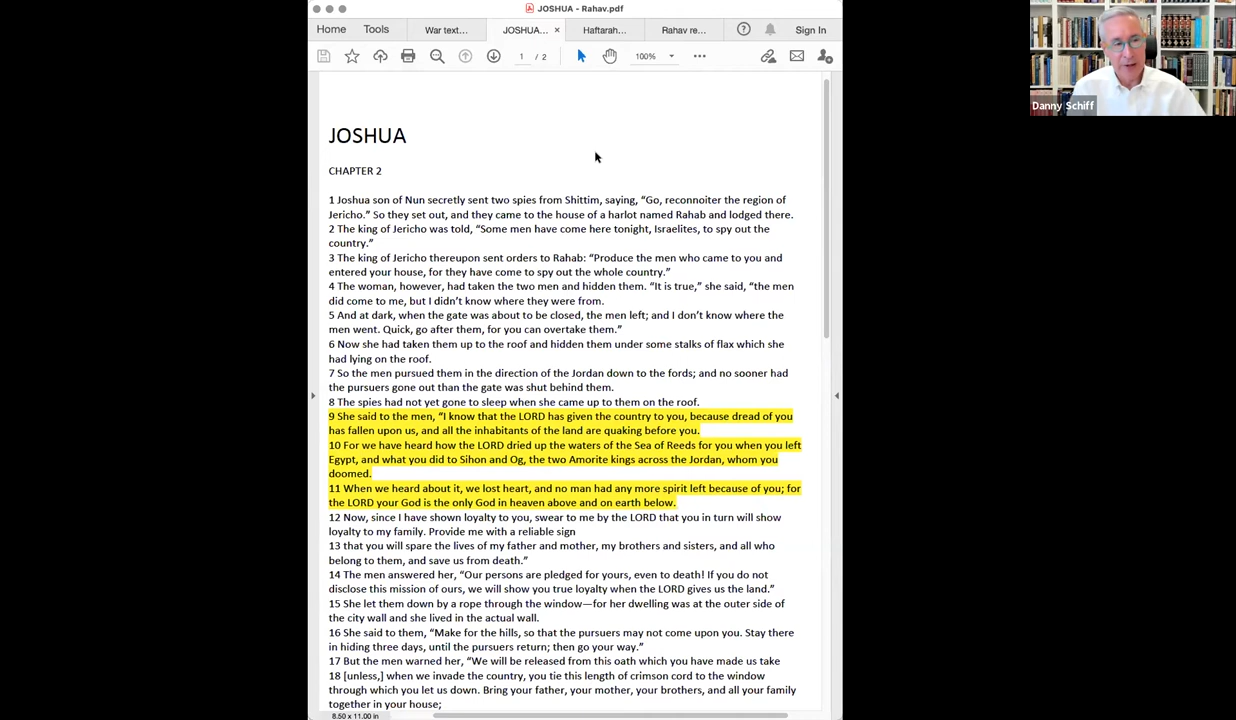 JOSHUA - Rahav.pdf
Home Tools War text... JOSHUA... × Haftarah... Rahav re... Sign In
1 / 2 100%
Danny Schiff
JOSHUA
CHAPTER 2
1 Joshua son of Nun secretly sent two spies from Shittim, saying, “Go, reconnoiter the region of
Jericho.” So they set out, and they came to the house of a harlot named Rahab and lodged there.
2 The king of Jericho was told, “Some men have come here tonight, Israelites, to spy out the
country.”
3 The king of Jericho thereupon sent orders to Rahab: “Produce the men who came to you and
entered your house, for they have come to spy out the whole country.”
4 The woman, however, had taken the two men and hidden them. “It is true,” she said, “the men
did come to me, but I didn’t know where they were from.
5 And at dark, when the gate was about to be closed, the men left; and I don’t know where the
men went. Quick, go after them, for you can overtake them.”
6 Now she had taken them up to the roof and hidden them under some stalks of flax which she
had lying on the roof.
7 So the men pursued them in the direction of the Jordan down to the fords; and no sooner had
the pursuers gone out than the gate was shut behind them.
8 The spies had not yet gone to sleep when she came up to them on the roof.
9 She said to the men, “I know that the LORD has given the country to you, because dread of you
has fallen upon us, and all the inhabitants of the land are quaking before you.
10 For we have heard how the LORD dried up the waters of the Sea of Reeds for you when you left
Egypt, and what you did to Sihon and Og, the two Amorite kings across the Jordan, whom you
doomed.
11 When we heard about it, we lost heart, and no man had any more spirit left because of you; for
the LORD your God is the only God in heaven above and on earth below.
12 Now, since I have shown loyalty to you, swear to me by the LORD that you in turn will show
loyalty to my family. Provide me with a reliable sign
13 that you will spare the lives of my father and mother, my brothers and sisters, and all who
belong to them, and save us from death.”
14 The men answered her, “Our persons are pledged for yours, even to death! If you do not
disclose this mission of ours, we will show you true loyalty when the LORD gives us the land.”
15 She let them down by a rope through the window—for her dwelling was at the outer side of
the city wall and she lived in the actual wall.
16 She said to them, “Make for the hills, so that the pursuers may not come upon you. Stay there
in hiding three days, until the pursuers return; then go your way.”
17 But the men warned her, “We will be released from this oath which you have made us take
18 [unless,] when we invade the country, you tie this length of crimson cord to the window
through which you let us down. Bring your father, your mother, your brothers, and all your family
together in your house;
8.50 x 11.00 in